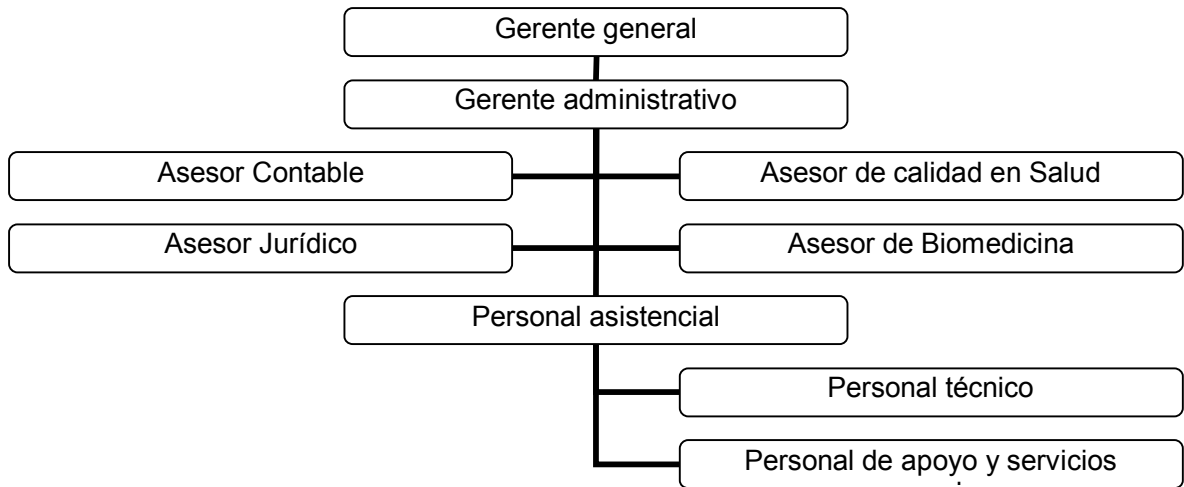 Gerente general
Gerente administrativo
Asesor Contable
Asesor de calidad en Salud
Asesor Jurídico
Asesor de Biomedicina
Personal asistencial
Personal técnico
Personal de apoyo y servicios